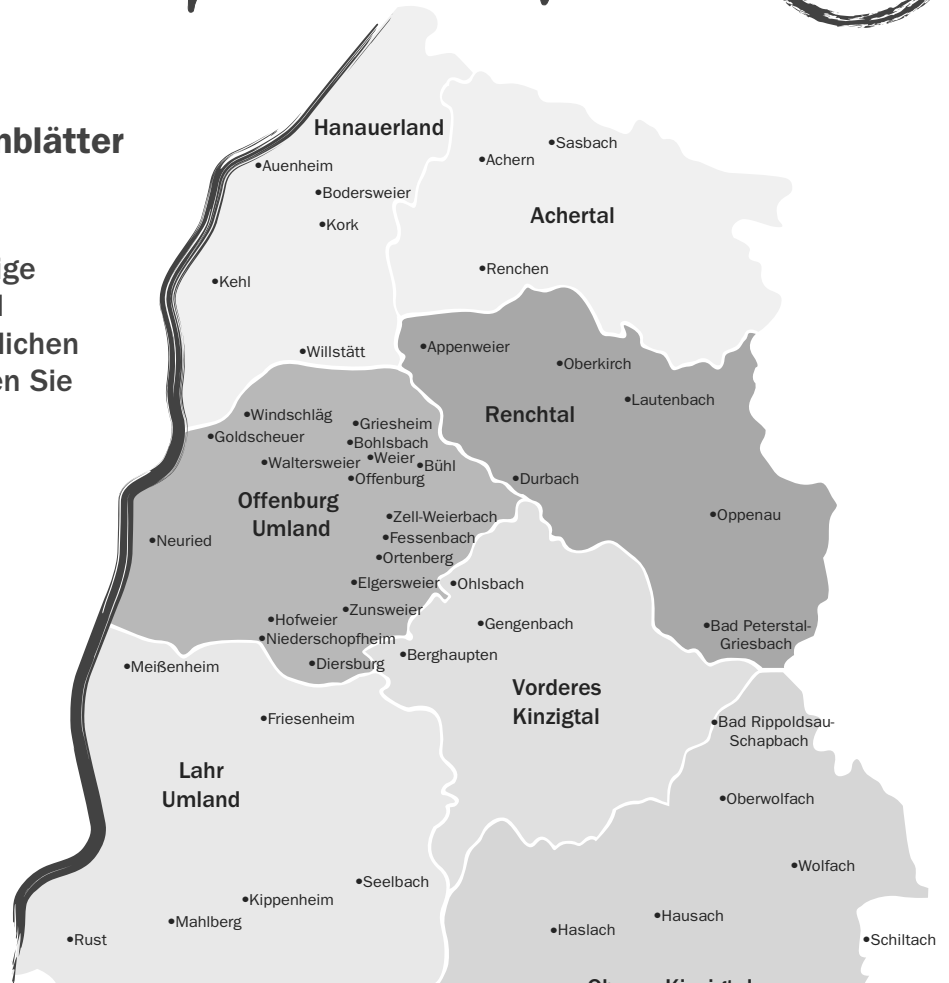 nblätter
ige
lichen
en Sie
Hanauerland
•Auenheim
•Bodersweier
•Kork
•Kehl
•Willstätt
•Sasbach
•Achern
Achertal
•Renchen
•Appenweier
•Oberkirch
•Lautenbach
Renchtal
•Durbach
•Oppenau
•Bad Peterstal-
Griesbach
•Windschläg
•Griesheim
•Goldscheuer
•Bohlsbach
•Weier
•Waltersweier
•Bühl
•Offenburg
Offenburg
Umland
•Zell-Weierbach
•Neuried
•Fessenbach
•Ortenberg
•Elgersweier
•Zunsweier
•Hofweier
•Niederschopfheim
•Diersburg
•Ohlsbach
•Gengenbach
•Berghaupten
Vorderes
Kinzigtal
•Meißenheim
•Friesenheim
Lahr
Umland
•Seelbach
•Kippenheim
•Mahlberg
•Rust
•Bad Rippoldsau-
Schapbach
•Oberwolfach
•Wolfach
•Hausach
•Haslach
•Schiltach